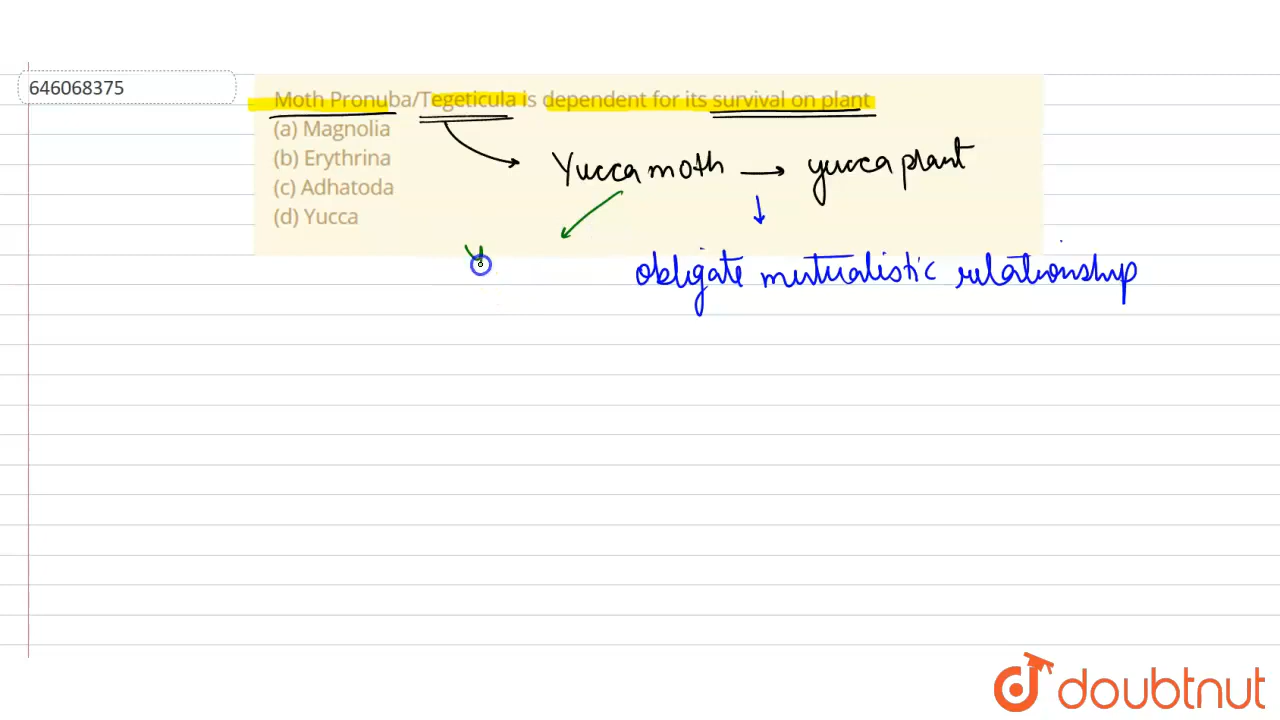 646068375
Moth Pronuba/Tegeticula is dependent for its survival on plant
(a) Magnolia
(b) Erythrina
(c) Adhatoda
(d) Yucca
Yucca moth → yucca plant
obligate mutualistic relationship
doubtnut